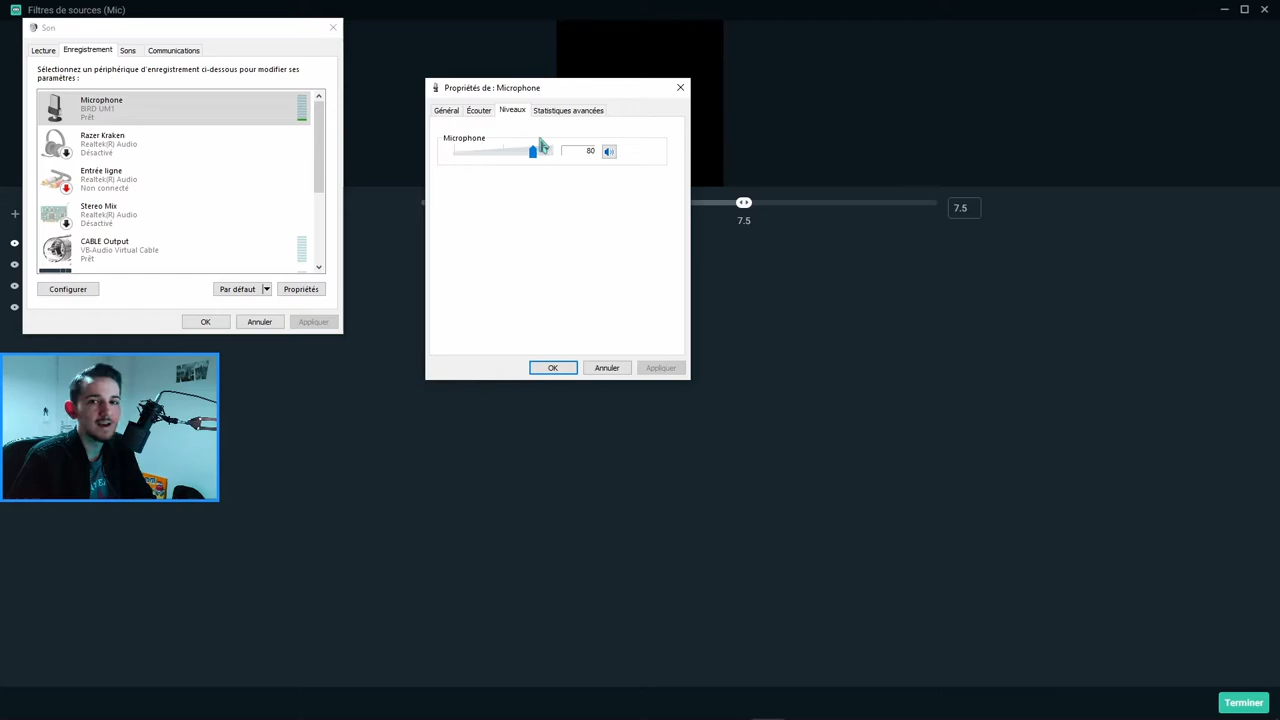 Filtres de sources (Mic)
Son
Lecture Enregistrement Sons Communications
Sélectionnez un périphérique d'enregistrement ci-dessous pour modifier ses
paramètres :
Microphone
BIRD UM1
Prêt
Razer Kraken
Realtek(R) Audio
Désactivé
Entrée ligne
Realtek(R) Audio
Non connecté
Stereo Mix
Realtek(R) Audio
Désactivé
CABLE Output
VB-Audio Virtual Cable
Prêt
Configurer Par défaut Propriétés
OK Annuler Appliquer
Propriétés de : Microphone
Général Écouter Niveaux Statistiques avancées
Microphone
80
OK Annuler Appliquer
7.5
7.5
Terminer